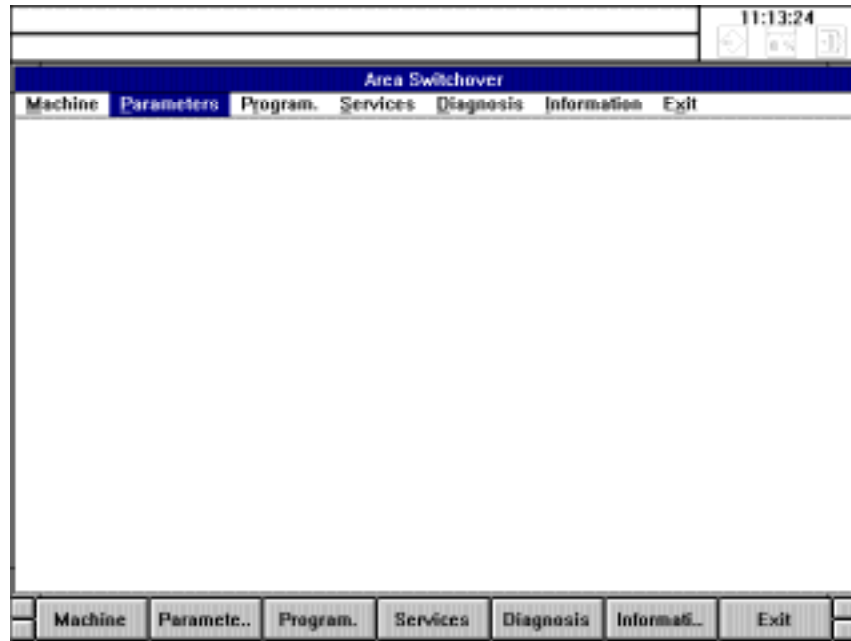 11:13:24
Area Switchover
Machine Parameters Program. Services Diagnosis Information Exit
Machine Paramete.. Program. Services Diagnosis Informati.. Exit